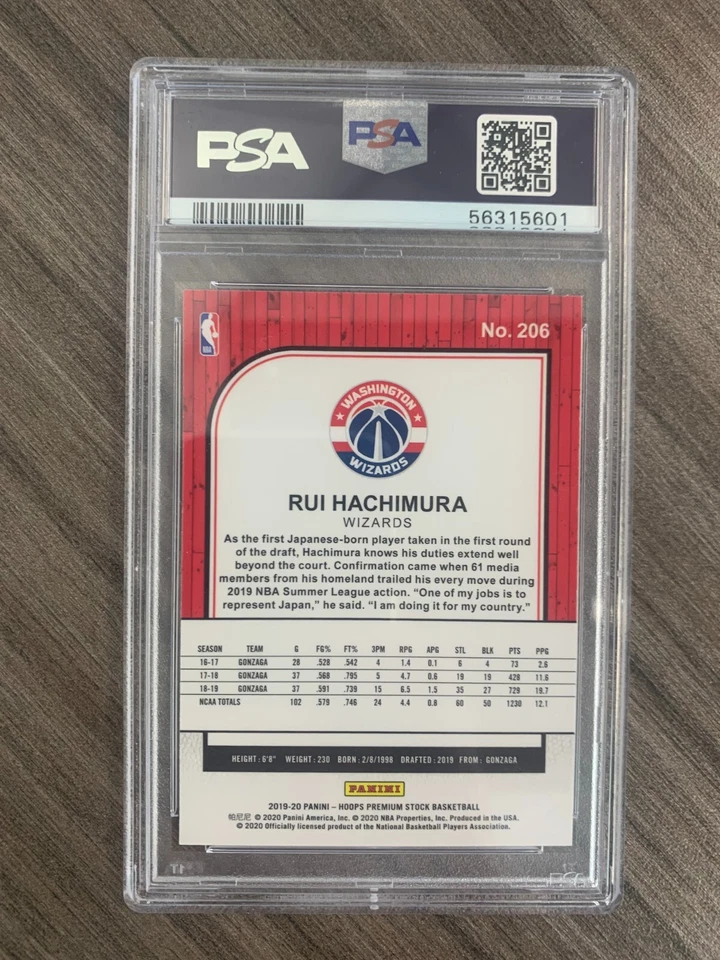 PSA
PSA
56315601
NBA
No. 206
WASHINGTON
WIZARDS
RUI HACHIMURA
WIZARDS
As the first Japanese-born player taken in the first round
of the draft, Hachimura knows his duties extend well
beyond the court. Confirmation came when 61 media
members from his homeland trailed his every move during
2019 NBA Summer League action. “One of my jobs is to
represent Japan,” he said. “I am doing it for my country.”
SEASON TEAM G FG% FT% 3PM RPG APG STL BLK PTS PPG
16-17 GONZAGA 28 .528 .542 4 1.4 0.1 6 4 73 2.6
17-18 GONZAGA 37 .568 .795 5 4.7 0.6 19 19 428 11.6
18-19 GONZAGA 37 .591 .739 15 6.5 1.5 35 27 729 19.7
NCAA TOTALS 102 .579 .746 24 4.4 0.8 60 50 1230 12.1
HEIGHT: 6'8" WEIGHT: 230 BORN: 2/8/1998 DRAFTED: 2019 FROM: GONZAGA
PANINI
2019-20 PANINI – HOOPS PREMIUM STOCK BASKETBALL
帕尼尼 © 2020 Panini America, Inc. © 2020 NBA Properties, Inc. Produced in the USA.
© 2020 Officially licensed product of the National Basketball Players Association.